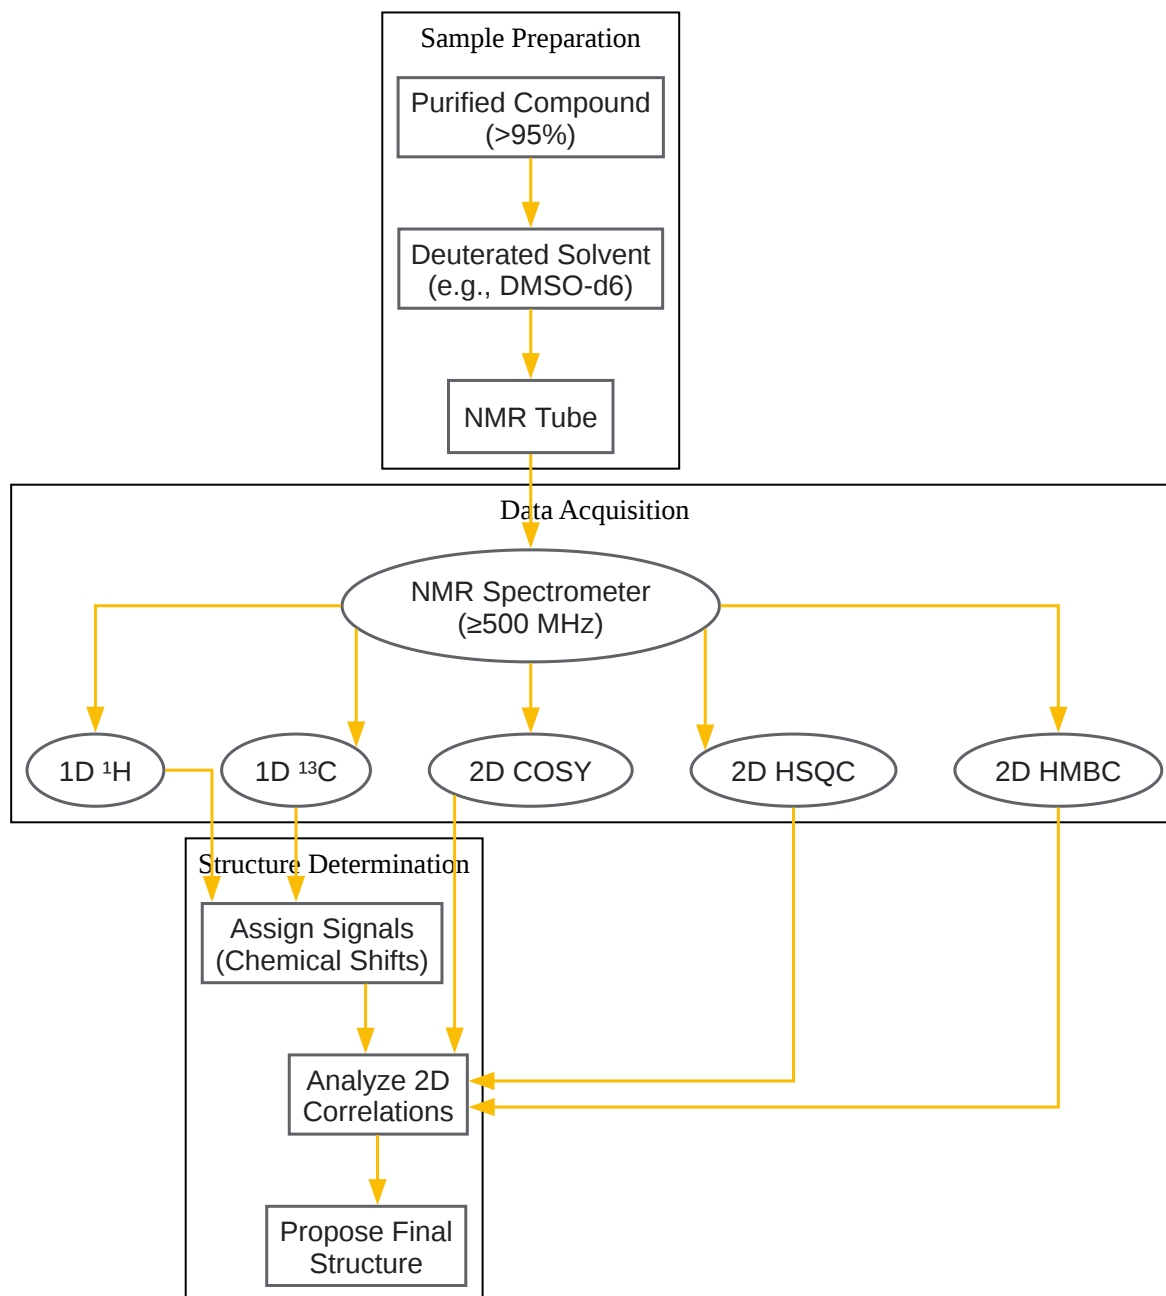 Sample Preparation
Purified Compound
(>95%)
Deuterated Solvent
(e.g., DMSO-d6)
NMR Tube
Data Acquisition
NMR Spectrometer
(≥500 MHz)
1D ¹H
1D ¹³C
2D COSY
2D HSQC
2D HMBC
Structure Determination
Assign Signals
(Chemical Shifts)
Analyze 2D
Correlations
Propose Final
Structure